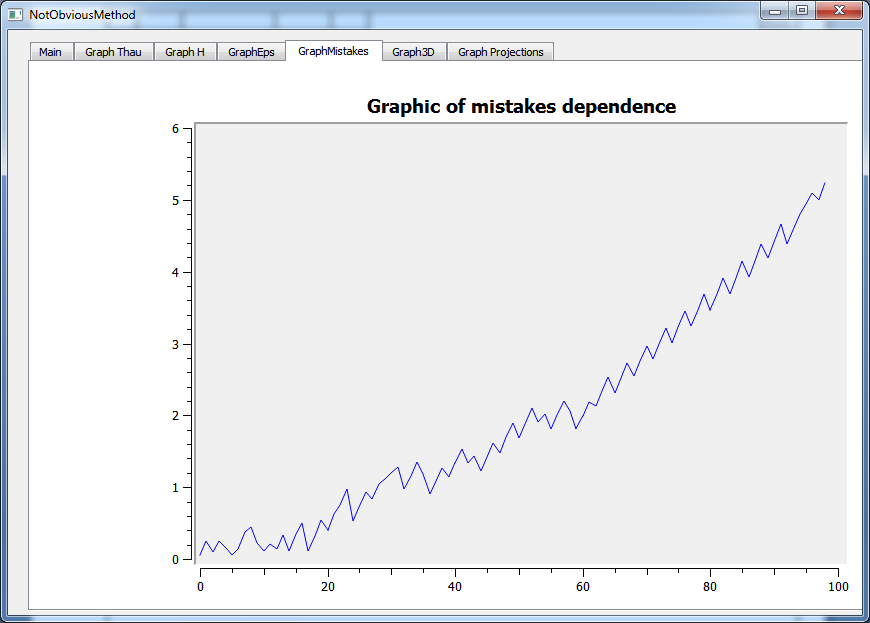 NotObviousMethod
Main Graph Thau Graph H GraphEps GraphMistakes Graph3D Graph Projections
Graphic of mistakes dependence
6
5
4
3
2
1
0
0 20 40 60 80 100